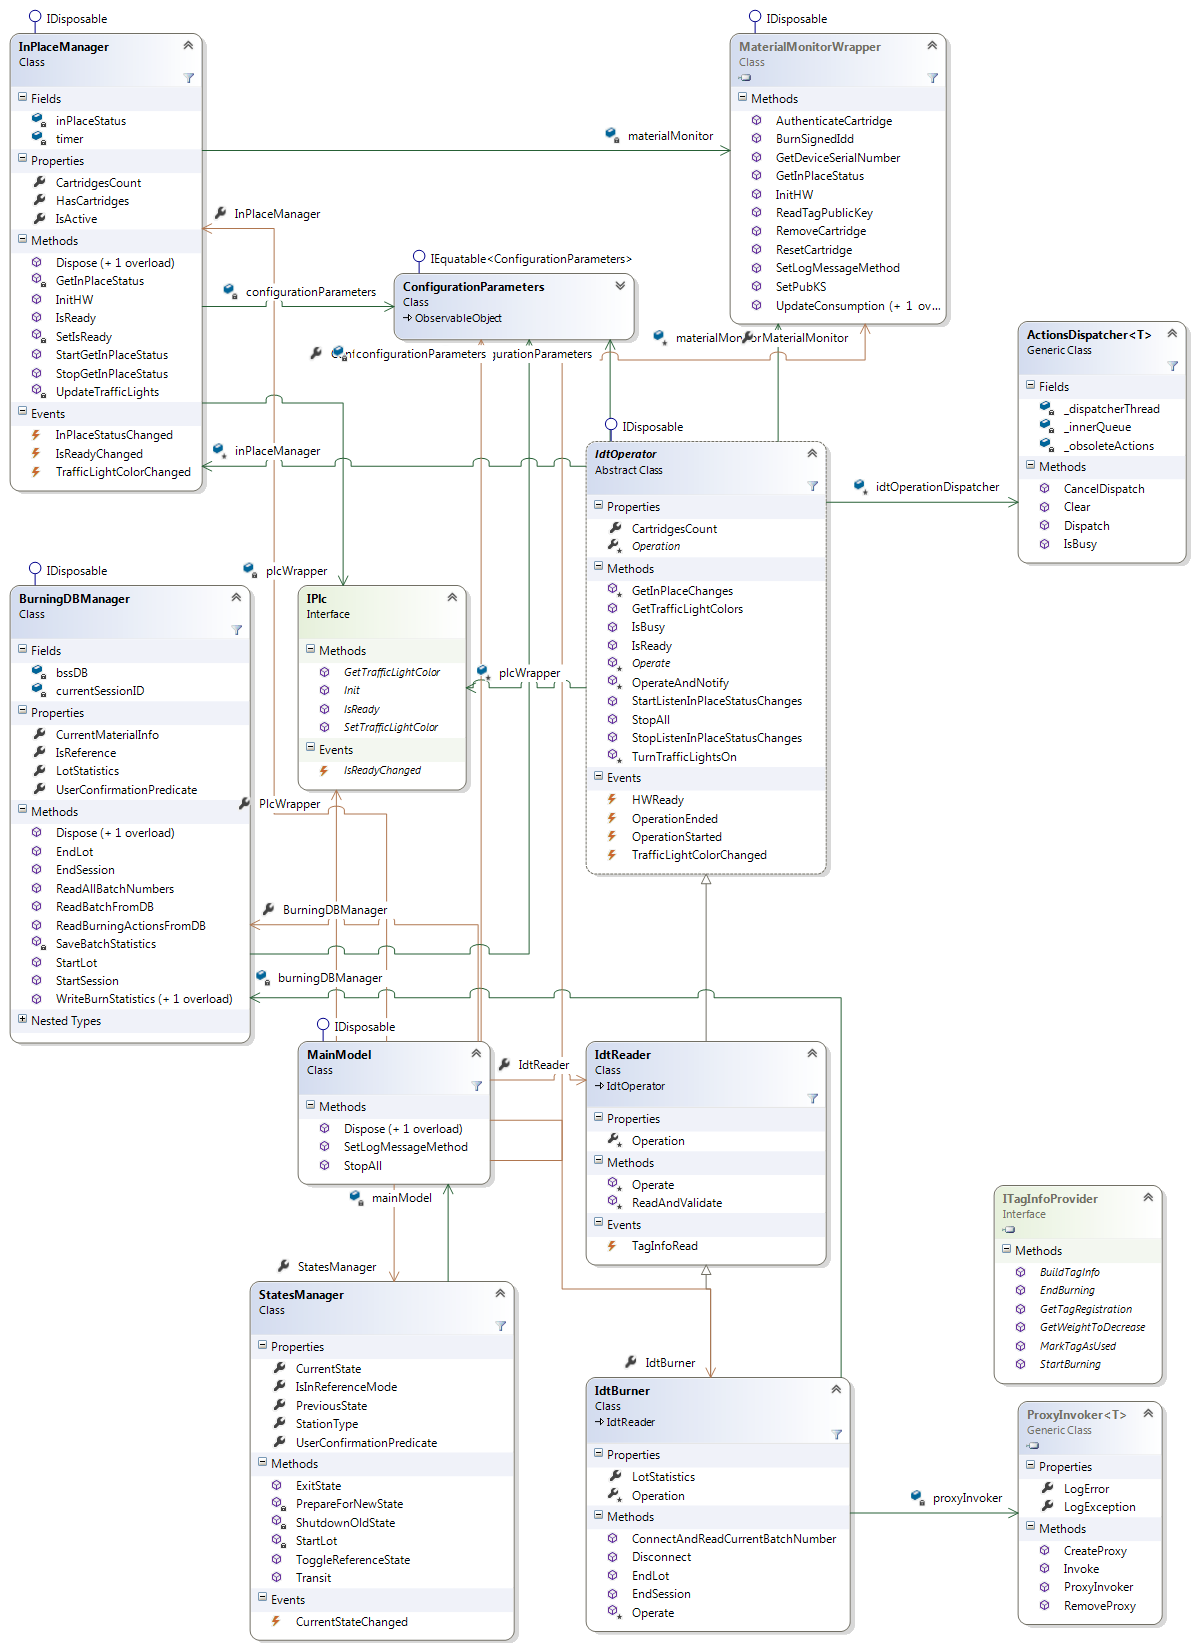 IDisposable
InPlaceManager
Class
Fields
inPlaceStatus
timer
Properties
CartridgesCount
HasCartridges
IsActive
Methods
Dispose (+ 1 overload)
GetInPlaceStatus
InitHW
IsReady
SetIsReady
StartGetInPlaceStatus
StopGetInPlaceStatus
UpdateTrafficLights
Events
InPlaceStatusChanged
IsReadyChanged
TrafficLightColorChanged
materialMonitor
InPlaceManager
configurationParameters
inPlaceManager
IDisposable
MaterialMonitorWrapper
Class
Methods
AuthenticateCartridge
BurnSignedIdd
GetDeviceSerialNumber
GetInPlaceStatus
InitHW
ReadTagPublicKey
RemoveCartridge
ResetCartridge
SetLogMessageMethod
SetPubKS
UpdateConsumption (+ 1 ov...
IEquatable<ConfigurationParameters>
ConfigurationParameters
Class
ObservableObject
configurationParameters
MaterialMonitor
ActionsDispatcher<T>
Generic Class
Fields
_dispatcherThread
_innerQueue
_obsoleteActions
Methods
CancelDispatch
Clear
Dispatch
IsBusy
IDisposable
IdtOperator
Abstract Class
Properties
CartridgesCount
Operation
Methods
GetInPlaceChanges
GetTrafficLightColors
IsBusy
IsReady
Operate
OperateAndNotify
StartListenInPlaceStatusChanges
StopAll
StopListenInPlaceStatusChanges
TurnTrafficLightsOn
Events
HWReady
OperationEnded
OperationStarted
TrafficLightColorChanged
idtOperationDispatcher
IDisposable
BurningDBManager
Class
Fields
bssDB
currentSessionID
Properties
CurrentMaterialInfo
IsReference
LotStatistics
UserConfirmationPredicate
Methods
Dispose (+ 1 overload)
EndLot
EndSession
ReadAllBatchNumbers
ReadBatchFromDB
ReadBurningActionsFromDB
SaveBatchStatistics
StartLot
StartSession
WriteBurnStatistics (+ 1 overload)
Nested Types
plcWrapper
IPlc
Interface
Methods
GetTrafficLightColor
Init
IsReady
SetTrafficLightColor
Events
IsReadyChanged
plcWrapper
PlcWrapper
BurningDBManager
burningDBManager
IDisposable
MainModel
Class
Methods
Dispose (+ 1 overload)
SetLogMessageMethod
StopAll
IdtReader
IdtReader
Class
IdtOperator
Properties
Operation
Methods
Operate
ReadAndValidate
Events
TagInfoRead
mainModel
StatesManager
StatesManager
Class
Properties
CurrentState
IsInReferenceMode
PreviousState
StationType
UserConfirmationPredicate
Methods
ExitState
PrepareForNewState
ShutdownOldState
StartLot
ToggleReferenceState
Transit
Events
CurrentStateChanged
IdtBurner
IdtBurner
Class
IdtReader
Properties
LotStatistics
Operation
Methods
ConnectAndReadCurrentBatchNumber
Disconnect
EndLot
EndSession
Operate
proxyInvoker
ITagInfoProvider
Interface
Methods
BuildTagInfo
EndBurning
GetTagRegistration
GetWeightToDecrease
MarkTagAsUsed
StartBurning
ProxyInvoker<T>
Generic Class
Properties
LogError
LogException
Methods
CreateProxy
Invoke
ProxyInvoker
RemoveProxy